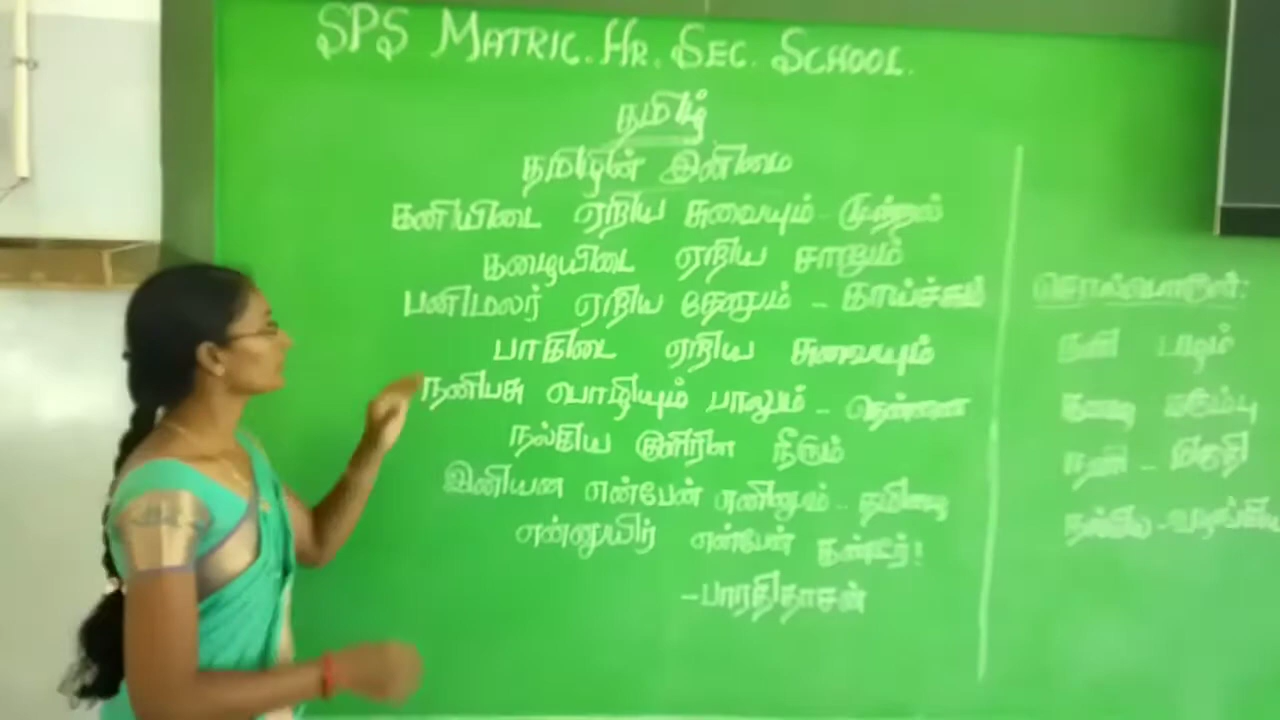 SPS MATRIC. HR. SEC. SCHOOL.
தமிழ்
தமிழின் இனிமை
கனியிடை ஏறிய சுவையும் - முற்றல்
கழையிடை ஏறிய சாறும்
பனிமலர் ஏறிய தேனும் - காய்ச்சுப்
பாகிடை ஏறிய சுவையும்
நனிபசு பொழியும் பாலும் - தென்னை
நல்கிய குளிரிள நீரும்
இனியன என்பேன் எனினும் - தமிழை
என்னுயிர் என்பேன் கண்டீர்!
- பாரதிதாசன்
சொல்பொருள்:
கனி பழம்
கழை கரும்பு
நனி - மிகுதி
நல்கிய - வழங்கிய